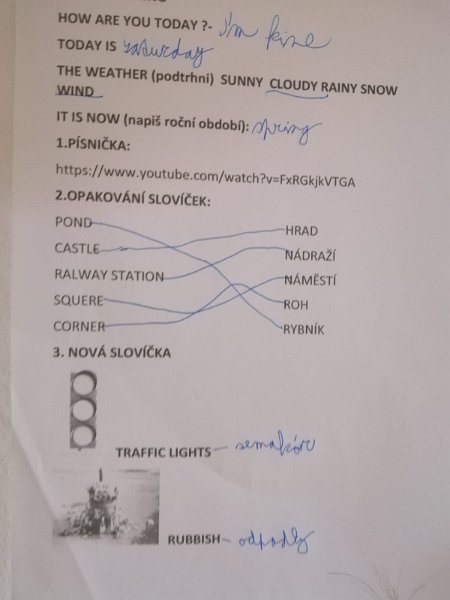 HOW ARE YOU TODAY ?- I'm fine
TODAY IS saturday
THE WEATHER (podtrhni) SUNNY CLOUDY RAINY SNOW
WIND
IT IS NOW (napiš roční období): spring
1.PÍSNIČKA:
https://www.youtube.com/watch?v=FxRGkjkVTGA
2.OPAKOVÁNÍ SLOVÍČEK:
POND
HRAD
CASTLE
NÁDRAŽÍ
RALWAY STATION
NÁMĚSTÍ
SQUERE
ROH
CORNER
RYBNÍK
3. NOVÁ SLOVÍČKA
TRAFFIC LIGHTS - semafór
RUBBISH - odpadky